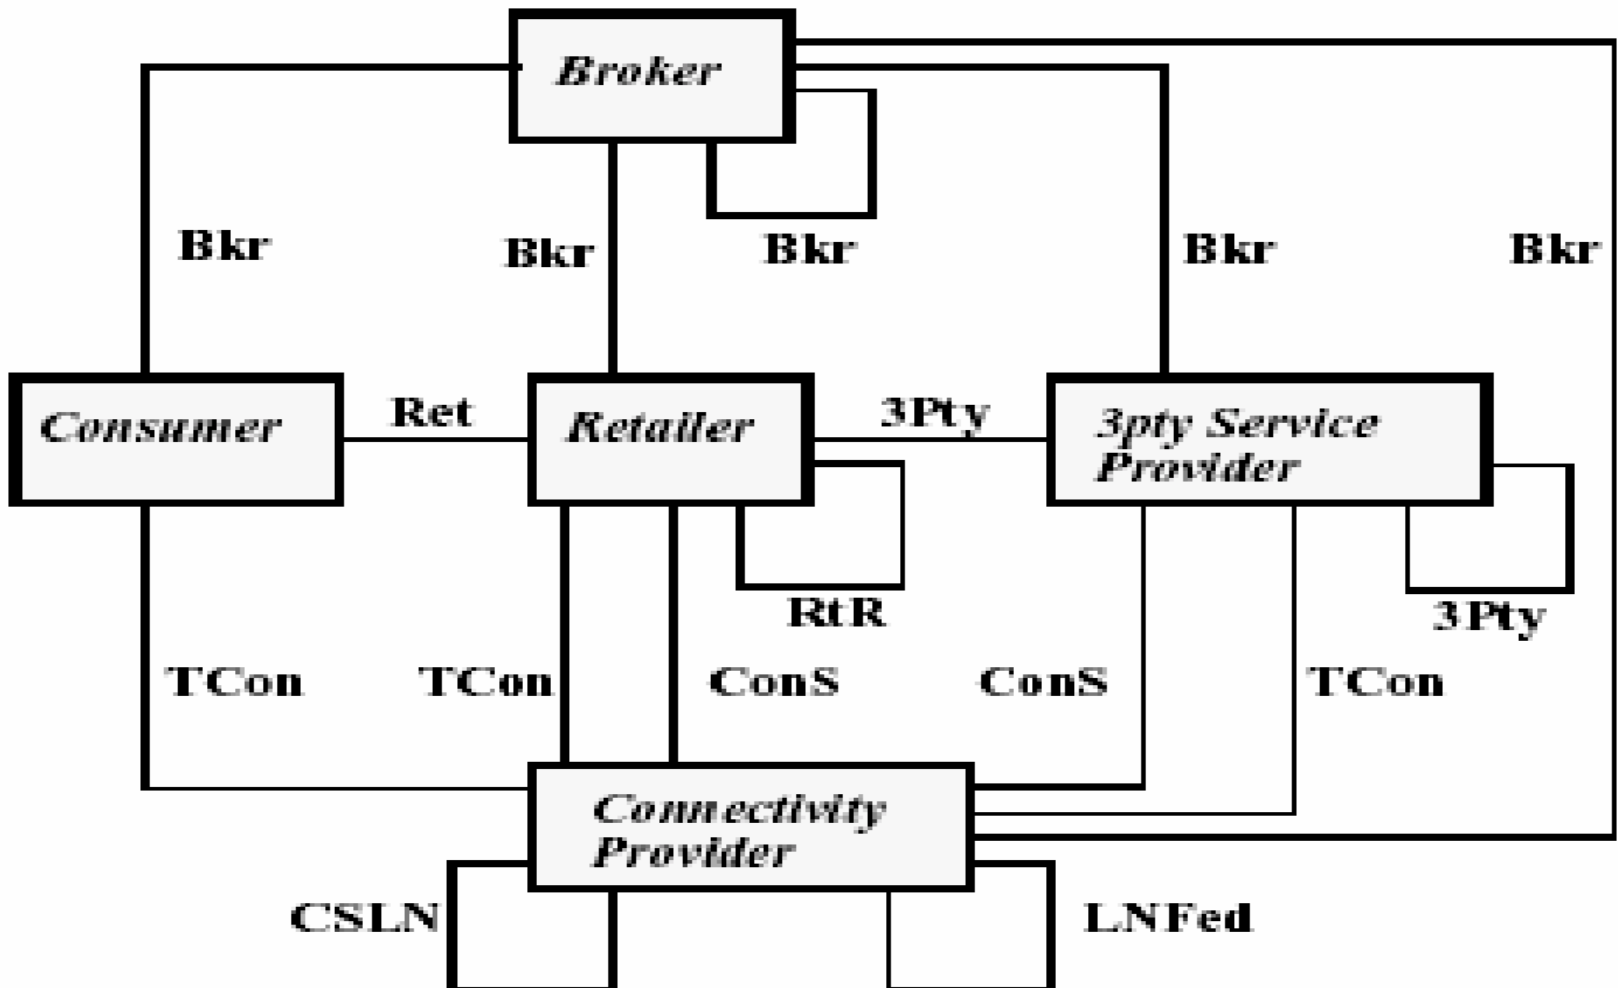 Broker
Bkr
Bkr
Bkr
Bkr
Bkr
Consumer
Ret
Retailer
3Pty
3pty Service
Provider
RtR
3Pty
TCon
TCon
ConS
ConS
TCon
Connectivity
Provider
CSLN
LNFed